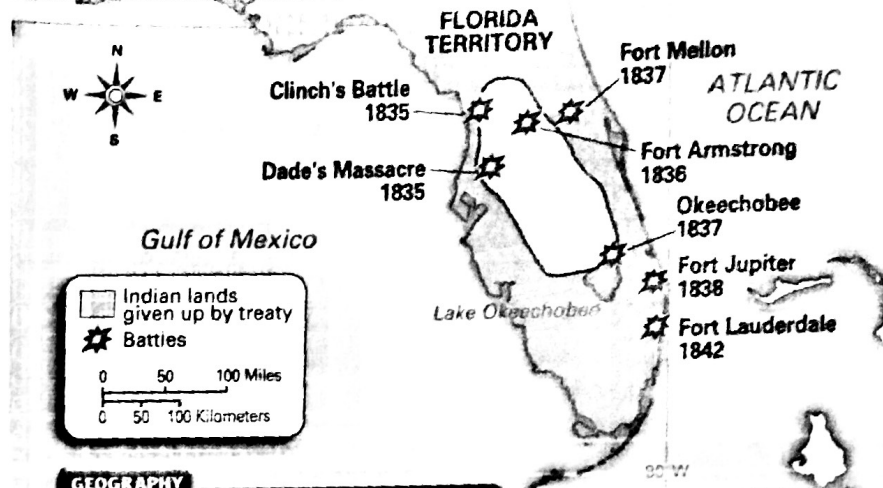 FLORIDA
TERRITORY
Fort Mellon
1837
ATLANTIC
OCEAN
N
W
E
S
Clinch's Battle
1835
Fort Armstrong
1836
Dade's Massacre
1835
Okeechobee
1837
Gulf of Mexico
Fort Jupiter
1838
Lake Okeechobee
Fort Lauderdale
1842
Indian lands
given up by treaty
Battles
0 50 100 Miles
0 50 100 Kilometers
GEOGRAPHY